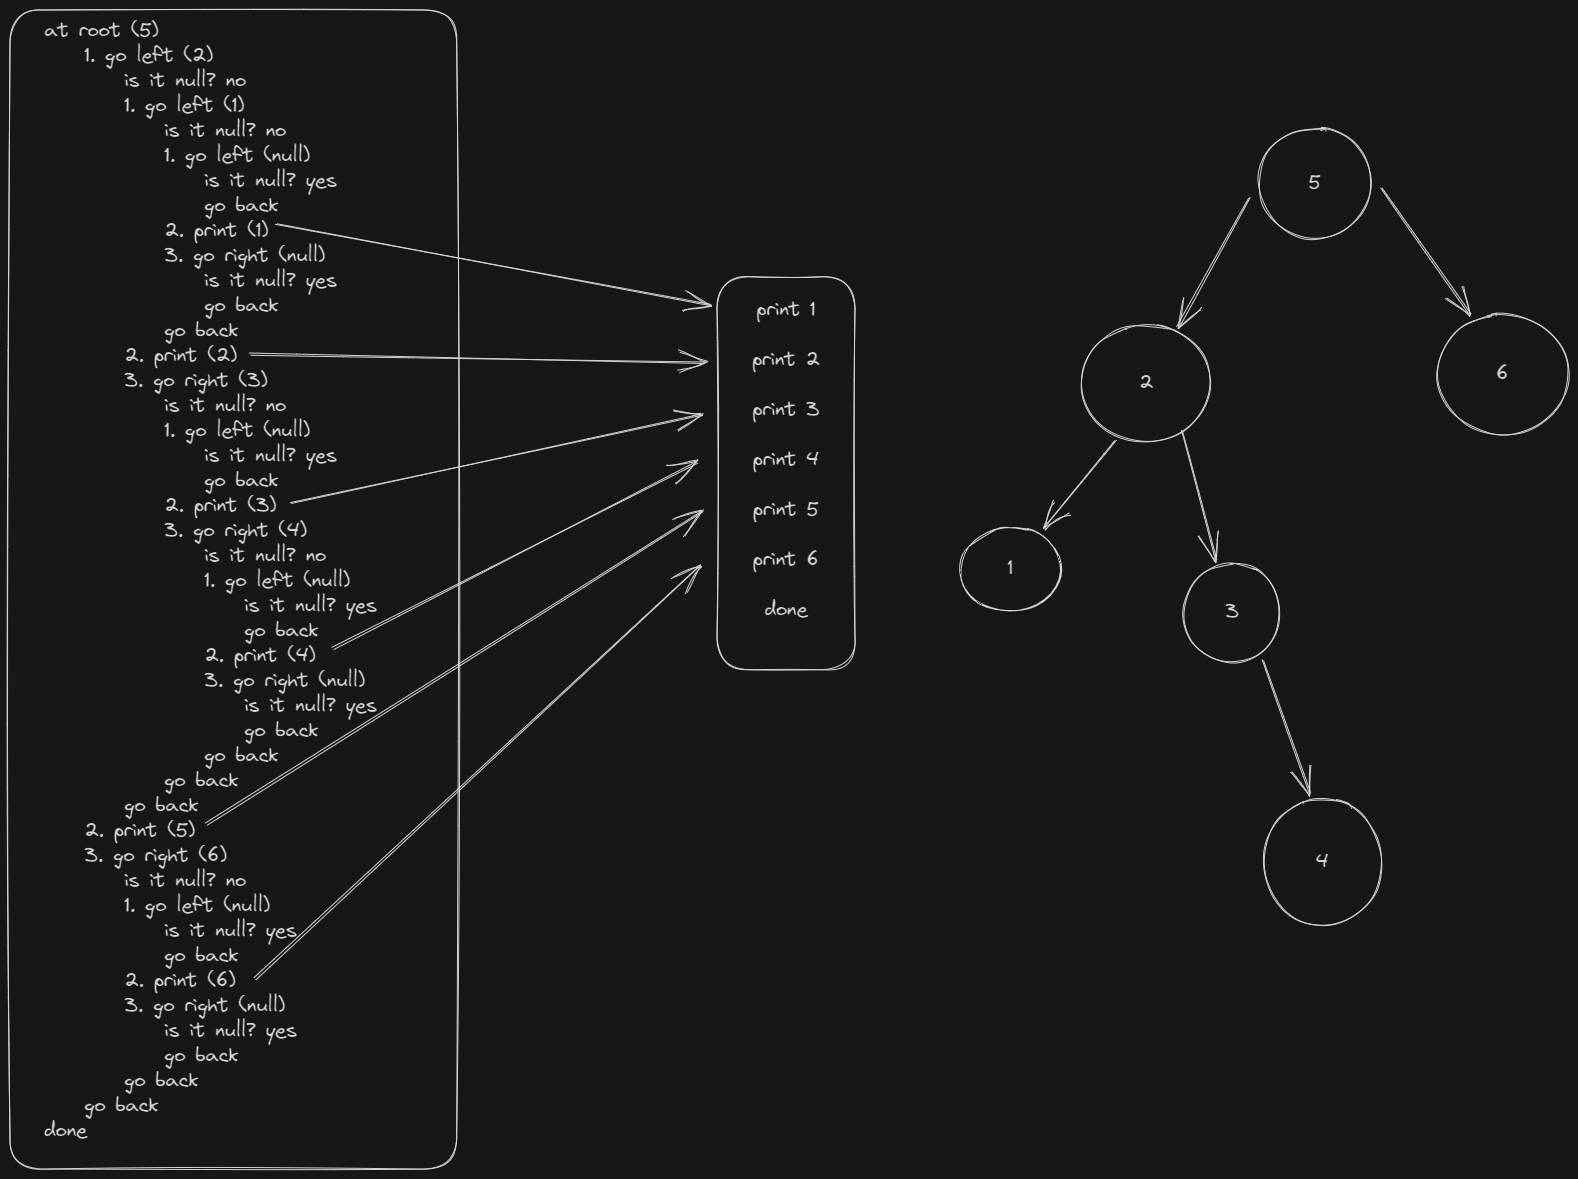 at root (5)
1. go left (2)
is it null? no
1. go left (1)
is it null? no
1. go left (null)
is it null? yes
go back
2. print (1)
3. go right (null)
is it null? yes
go back
go back
2. print (2)
3. go right (3)
is it null? no
1. go left (null)
is it null? yes
go back
2. print (3)
3. go right (4)
is it null? no
1. go left (null)
is it null? yes
go back
2. print (4)
3. go right (null)
is it null? yes
go back
go back
go back
go back
2. print (5)
3. go right (6)
is it null? no
1. go left (null)
is it null? yes
go back
2. print (6)
3. go right (null)
is it null? yes
go back
go back
go back
done
print 1
print 2
print 3
print 4
print 5
print 6
done
5
2
6
1
3
4